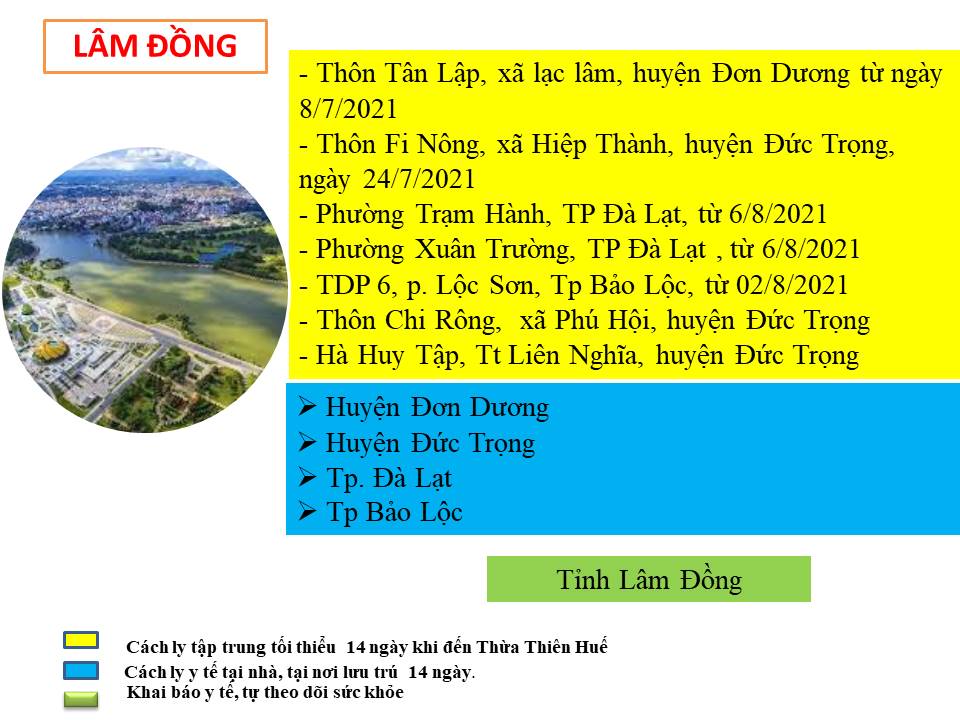 LÂM ĐỒNG
- Thôn Tân Lập, xã lạc lâm, huyện Đơn Dương từ ngày
8/7/2021
- Thôn Fi Nông, xã Hiệp Thành, huyện Đức Trọng,
ngày 24/7/2021
- Phường Trạm Hành, TP Đà Lạt, từ 6/8/2021
- Phường Xuân Trường, TP Đà Lạt , từ 6/8/2021
- TDP 6, p. Lộc Sơn, Tp Bảo Lộc, từ 02/8/2021
- Thôn Chi Rông, xã Phú Hội, huyện Đức Trọng
- Hà Huy Tập, Tt Liên Nghĩa, huyện Đức Trọng
➢ Huyện Đơn Dương
➢ Huyện Đức Trọng
➢ Tp. Đà Lạt
➢ Tp Bảo Lộc
Tỉnh Lâm Đồng
Cách ly tập trung tối thiểu 14 ngày khi đến Thừa Thiên Huế
Cách ly y tế tại nhà, tại nơi lưu trú 14 ngày.
Khai báo y tế, tự theo dõi sức khỏe